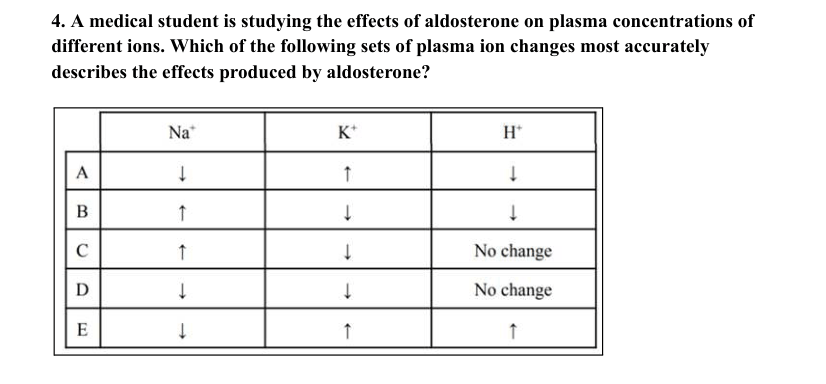 4. A medical student is studying the effects of aldosterone on plasma concentrations of
different ions. Which of the following sets of plasma ion changes most accurately
describes the effects produced by aldosterone?
Na⁺ K⁺ H⁺
A ↓ ↑ ↓
B ↑ ↓ ↓
C ↑ ↓ No change
D ↓ ↓ No change
E ↓ ↑ ↑